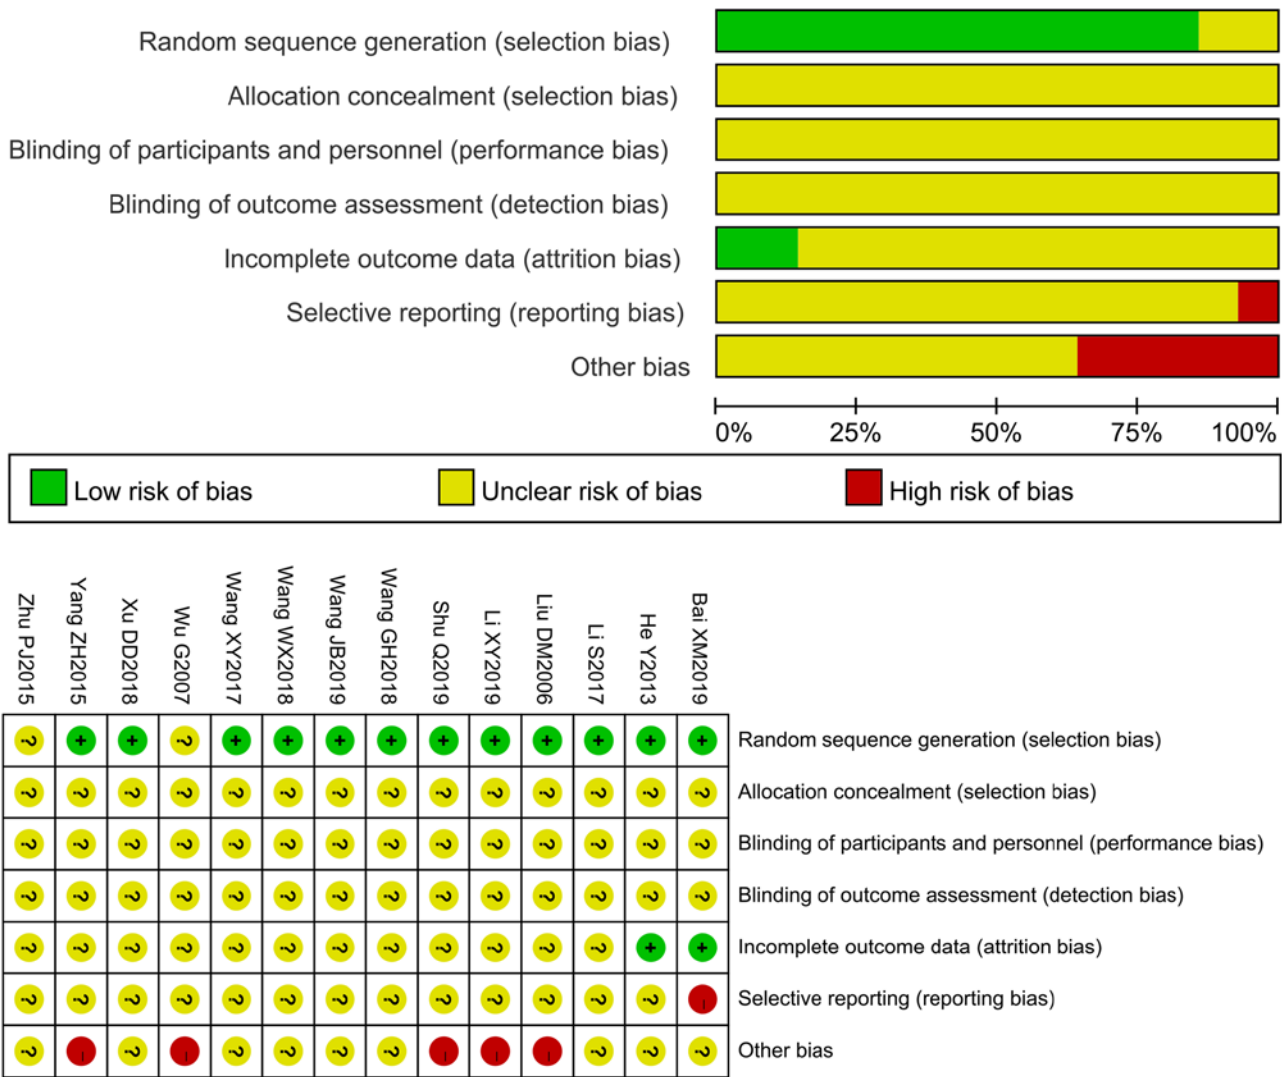 Random sequence generation (selection bias)
Allocation concealment (selection bias)
Blinding of participants and personnel (performance bias)
Blinding of outcome assessment (detection bias)
Incomplete outcome data (attrition bias)
Selective reporting (reporting bias)
Other bias
0% 25% 50% 75% 100%
Low risk of bias Unclear risk of bias High risk of bias
Zhu PJ2015
Yang ZH2015
Xu DD2018
Wu G2007
Wang XY2017
Wang WX2018
Wang JB2019
Wang GH2018
Shu Q2019
Li XY2019
Liu DM2006
Li S2017
He Y2013
Bai XM2019
? + + ? + + + + + + + + + + Random sequence generation (selection bias)
? ? ? ? ? ? ? ? ? ? ? ? ? ? Allocation concealment (selection bias)
? ? ? ? ? ? ? ? ? ? ? ? ? ? Blinding of participants and personnel (performance bias)
? ? ? ? ? ? ? ? ? ? ? ? ? ? Blinding of outcome assessment (detection bias)
? ? ? ? ? ? ? ? ? ? ? ? + + Incomplete outcome data (attrition bias)
? ? ? ? ? ? ? ? ? ? ? ? ? – Selective reporting (reporting bias)
? – ? – ? ? ? ? – – – ? ? ? Other bias